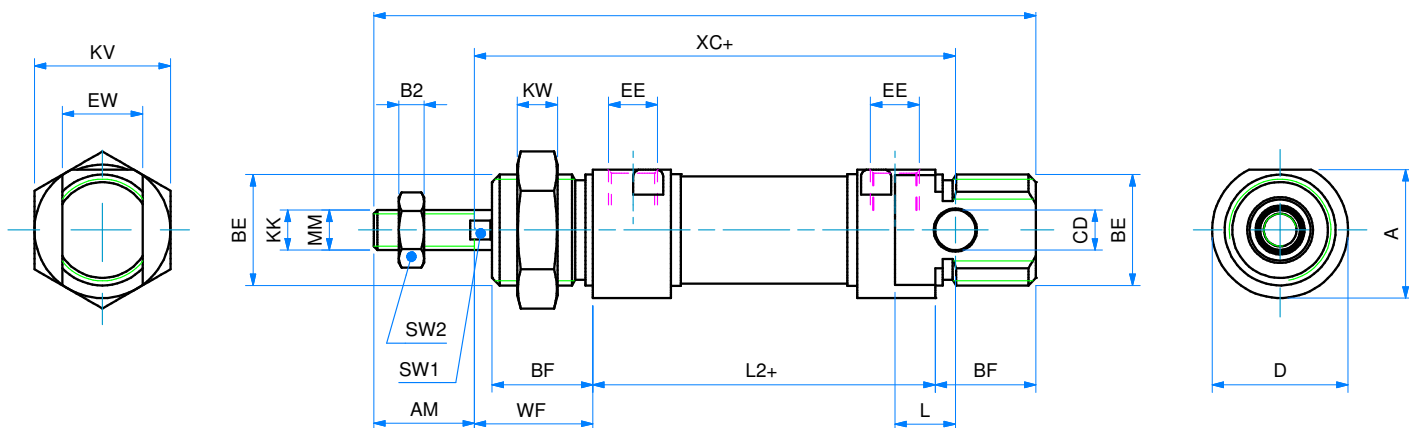 XC+
KV
EW
B2
KW
EE
EE
BE
KK
MM
CD
BE
A
SW2
SW1
BF
L2+
BF
D
AM
WF
L